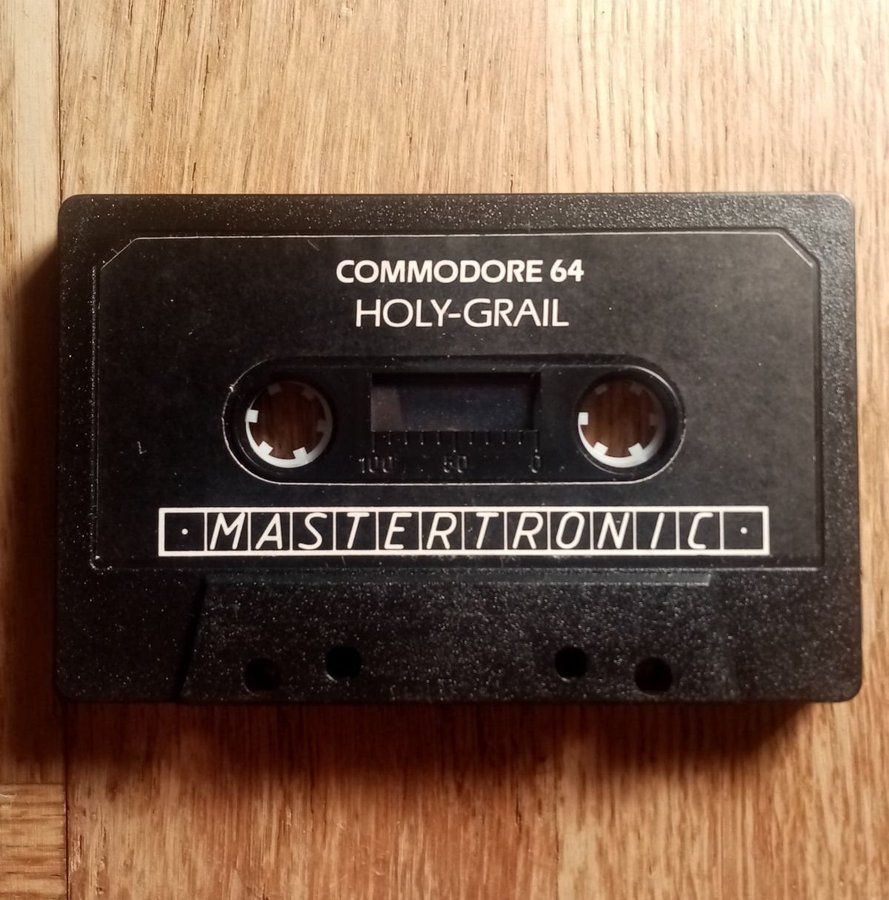 COMMODORE 64
HOLY-GRAIL
100 50 0
· MASTERTRONIC ·